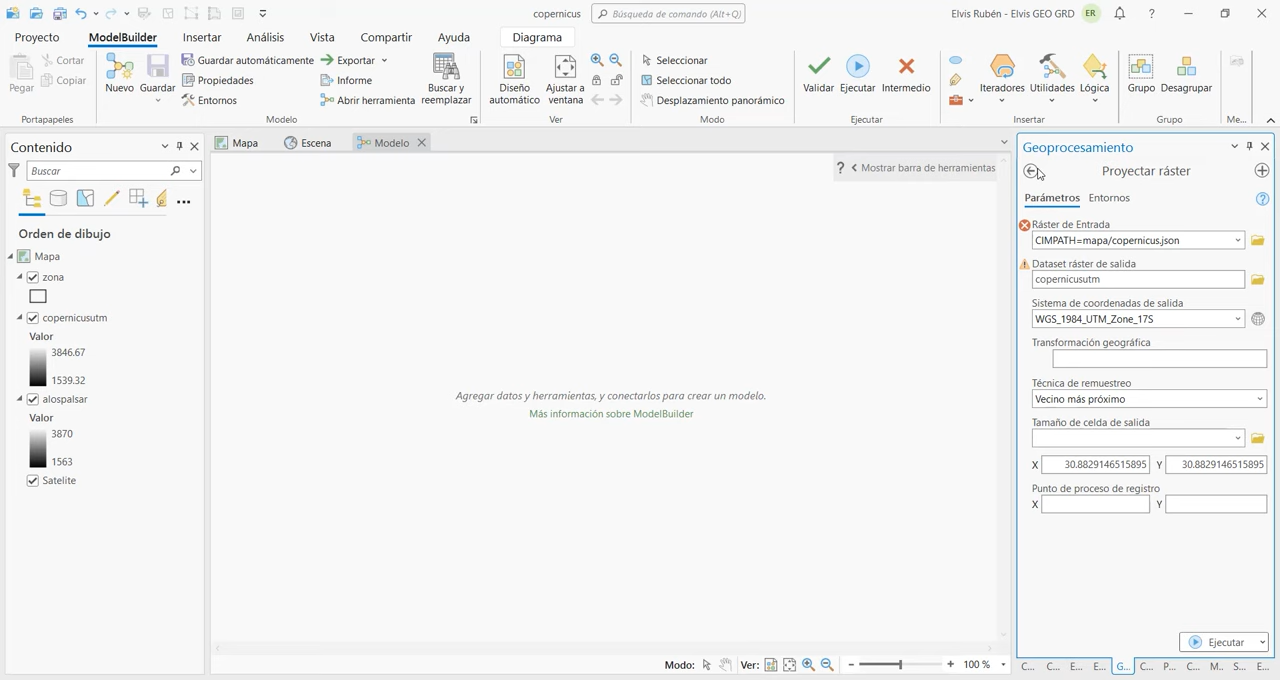 copernicus
Búsqueda de comando (Alt+Q)
Elvis Rubén - Elvis GEO GRD
ER
?
Proyecto
ModelBuilder
Insertar
Análisis
Vista
Compartir
Ayuda
Diagrama
Pegar
Cortar
Copiar
Portapapeles
Nuevo
Guardar
Guardar automáticamente
Propiedades
Entornos
Exportar
Informe
Abrir herramienta
Buscar y reemplazar
Modelo
Diseño automático
Ajustar a ventana
Ver
Seleccionar
Seleccionar todo
Desplazamiento panorámico
Modo
Validar
Ejecutar
Intermedio
Ejecutar
Iteradores
Utilidades
Lógica
Insertar
Grupo
Desagrupar
Grupo
Me...
Contenido
Buscar
Orden de dibujo
Mapa
zona
copernicusutm
Valor
3846.67
1539.32
alospalsar
Valor
3870
1563
Satelite
Mapa
Escena
Modelo
? Mostrar barra de herramientas
Agregar datos y herramientas, y conectarlos para crear un modelo.
Más información sobre ModelBuilder
Modo:
Ver:
100 %
Geoprocesamiento
Proyectar ráster
Parámetros
Entornos
?
Ráster de Entrada
CIMPATH=mapa/copernicus.json
Dataset ráster de salida
copernicusutm
Sistema de coordenadas de salida
WGS_1984_UTM_Zone_17S
Transformación geográfica
Técnica de remuestreo
Vecino más próximo
Tamaño de celda de salida
X 30.8829146515895 Y 30.8829146515895
Punto de proceso de registro
X Y
Ejecutar
C... C... E... E... G... C... P... C... M... S... E...